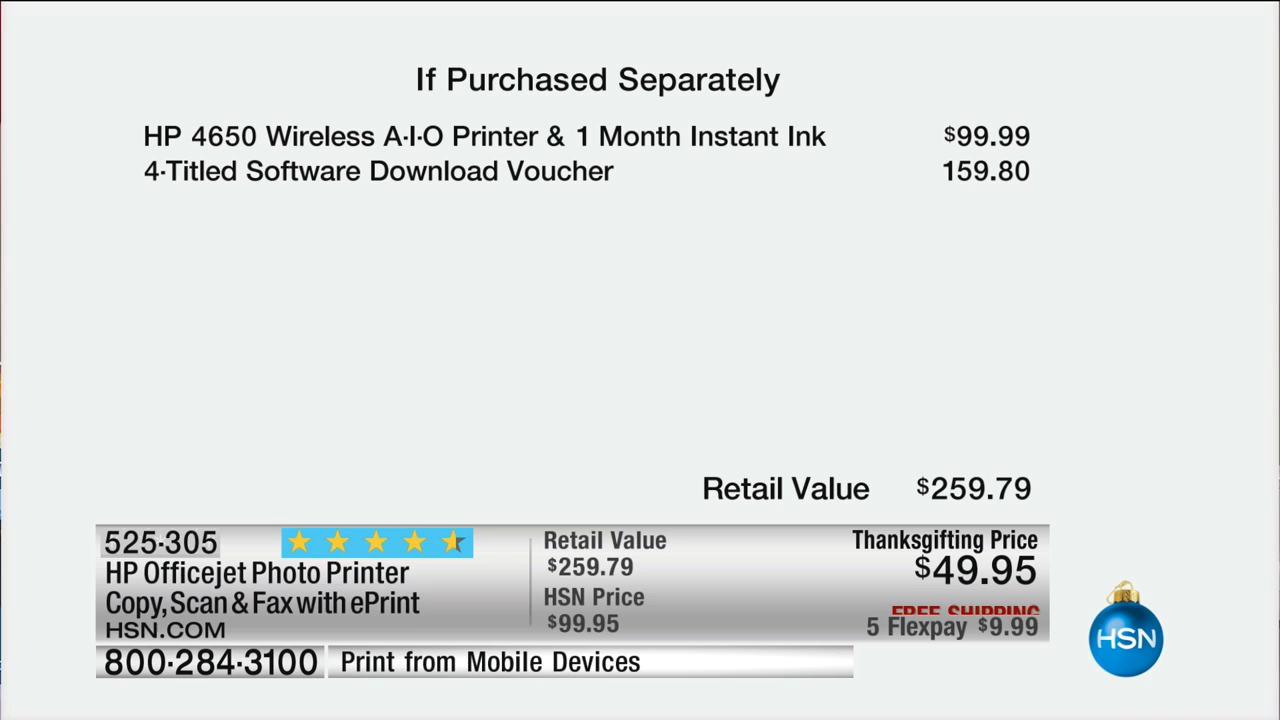 If Purchased Separately
HP 4650 Wireless A·I·O Printer & 1 Month Instant Ink $99.99
4·Titled Software Download Voucher 159.80
Retail Value $259.79
525·305
HP Officejet Photo Printer
Copy, Scan & Fax with ePrint
HSN.COM
Retail Value
$259.79
HSN Price
$99.95
Thanksgifting Price
$49.95
FREE SHIPPING
5 Flexpay $9.99
800·284·3100 Print from Mobile Devices
HSN